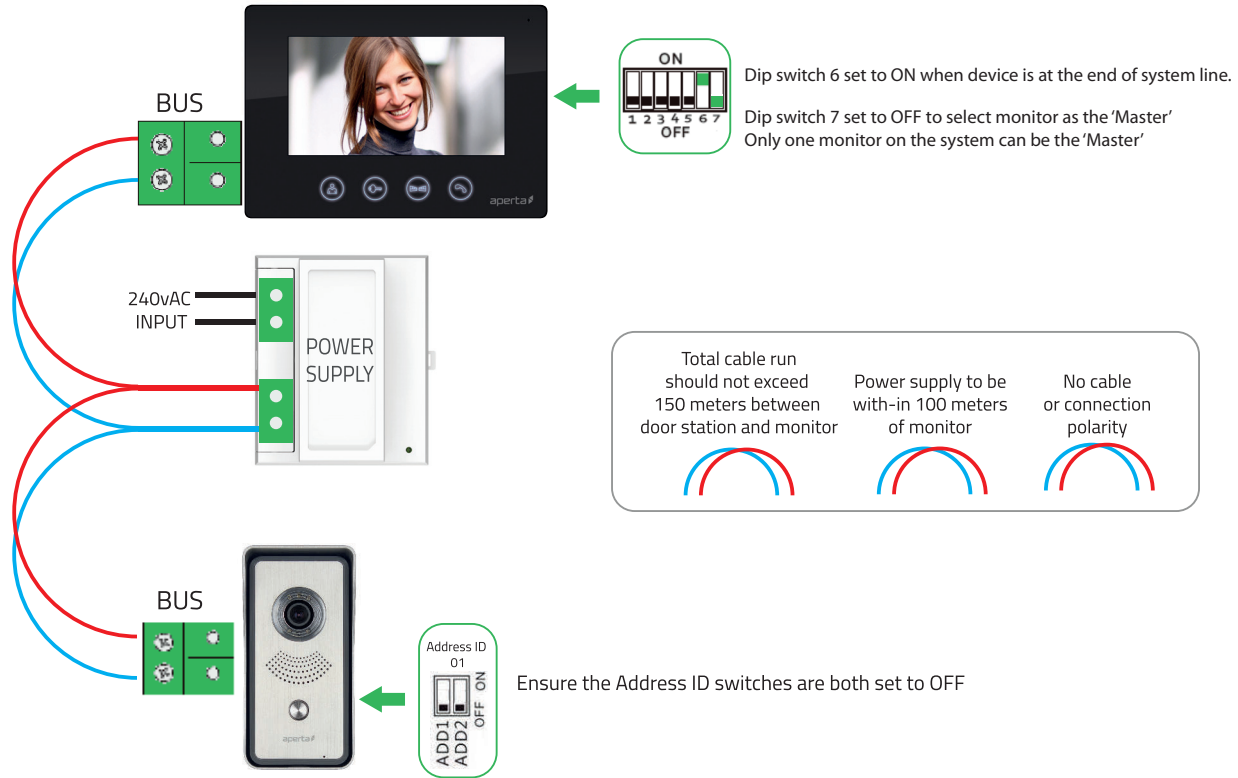 BUS
aperta
ON
1 2 3 4 5 6 7
OFF
Dip switch 6 set to ON when device is at the end of system line.
Dip switch 7 set to OFF to select monitor as the ‘Master’
Only one monitor on the system can be the ‘Master’
240vAC
INPUT
POWER
SUPPLY
Total cable run
should not exceed
150 meters between
door station and monitor
Power supply to be
with-in 100 meters
of monitor
No cable
or connection
polarity
BUS
aperta
Address ID
01
ADD1
ADD2
OFF ON
Ensure the Address ID switches are both set to OFF